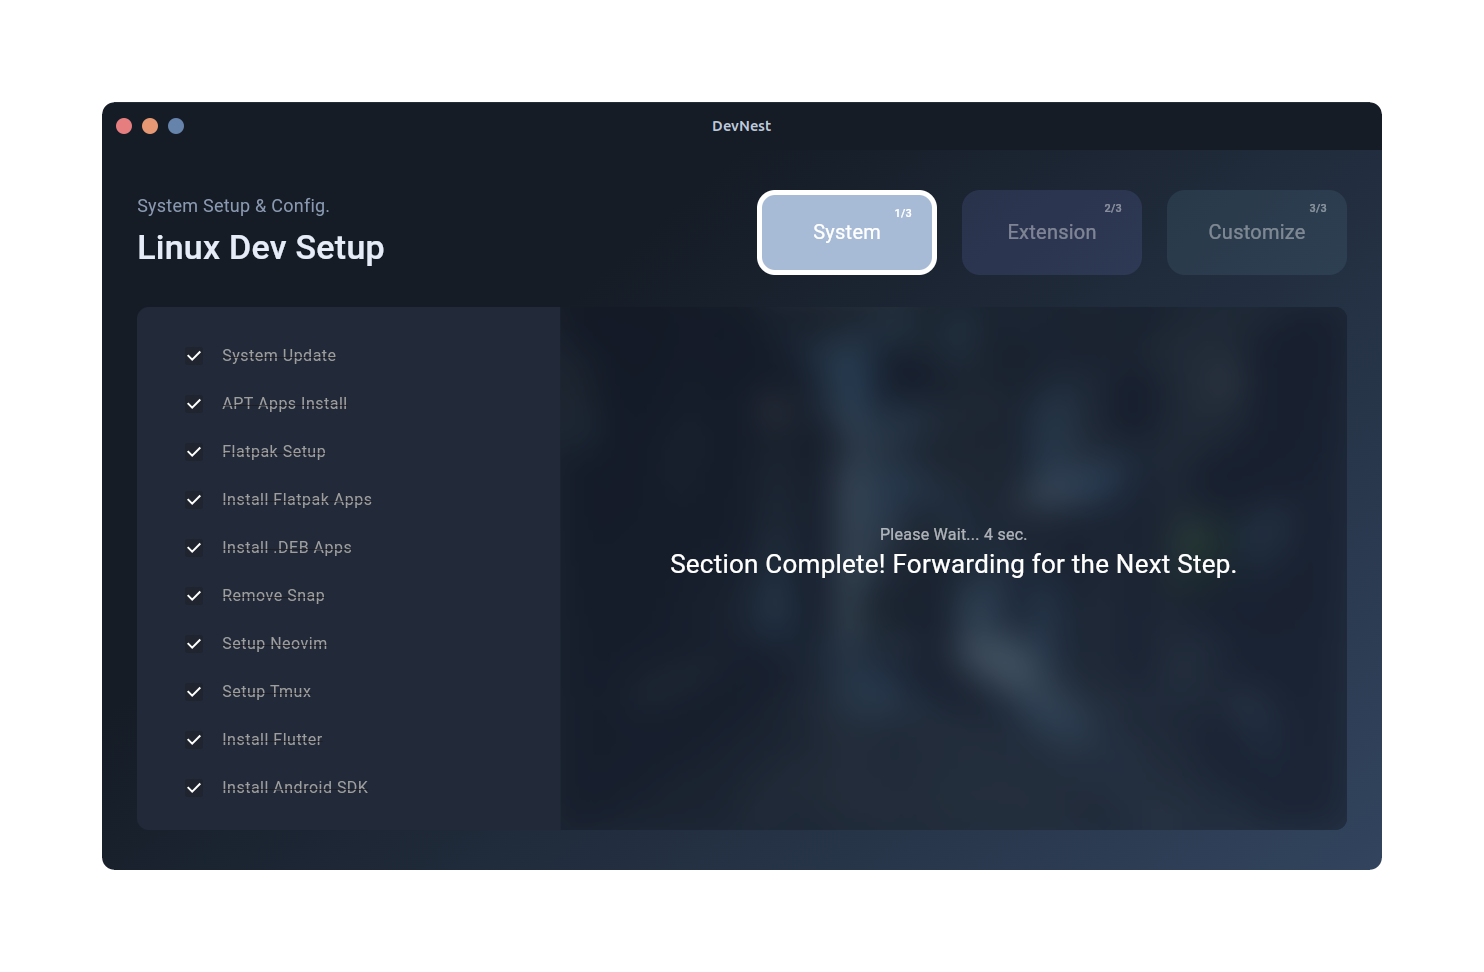 DevNest
System Setup & Config.
Linux Dev Setup
1/3
System
2/3
Extension
3/3
Customize
System Update
APT Apps Install
Flatpak Setup
Install Flatpak Apps
Install .DEB Apps
Remove Snap
Setup Neovim
Setup Tmux
Install Flutter
Install Android SDK
Please Wait... 4 sec.
Section Complete! Forwarding for the Next Step.